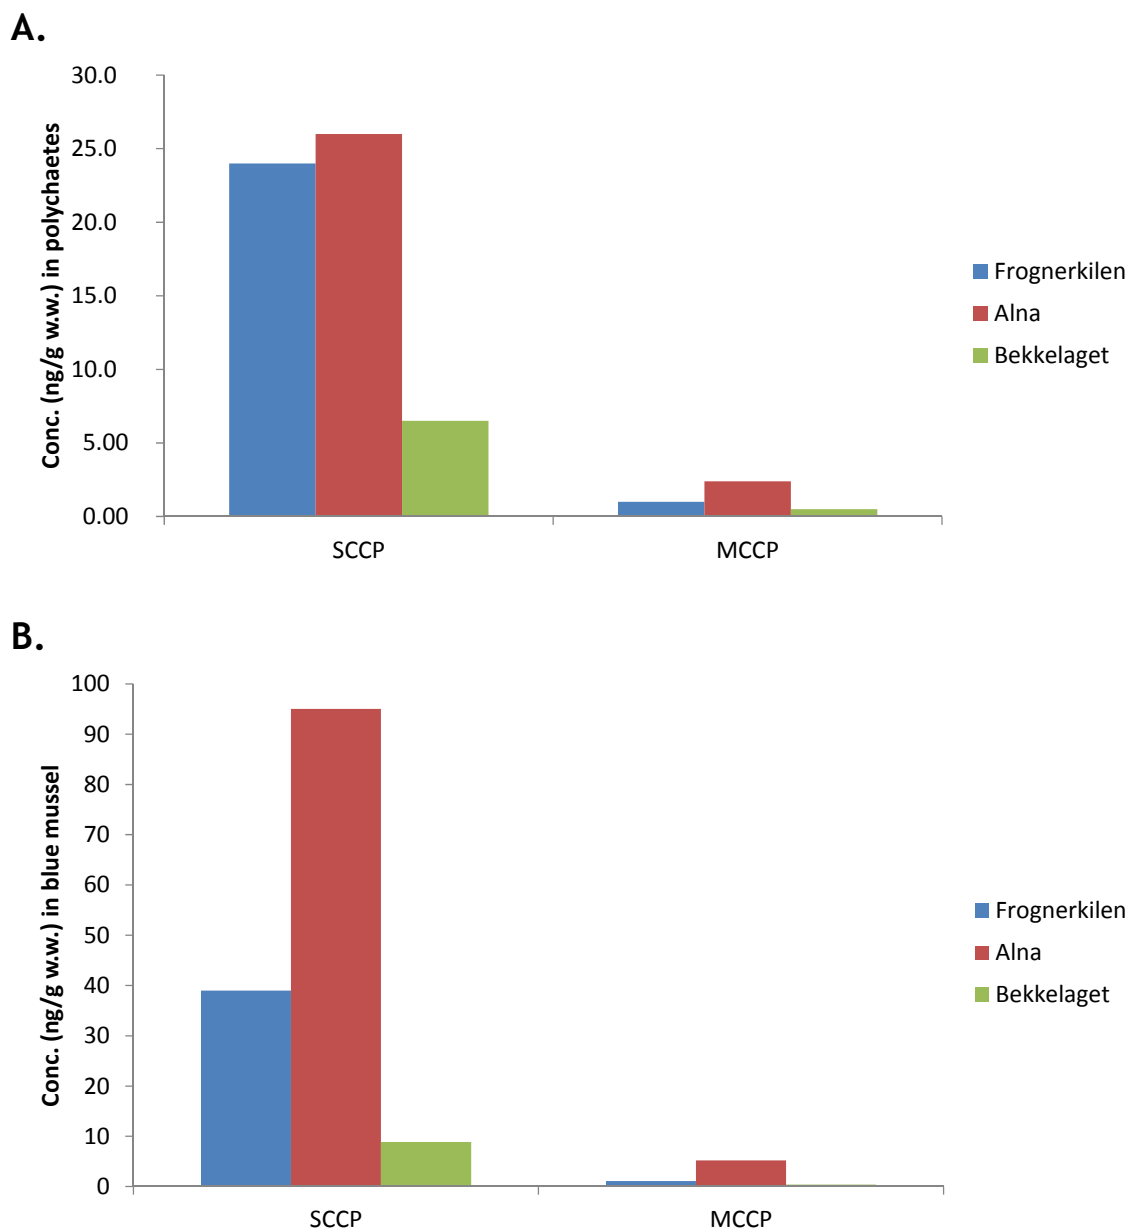 A.
Conc. (ng/g w.w.) in polychaetes
30.0
25.0
20.0
15.0
10.0
5.00
0.00
SCCP
MCCP
Frognerkilen
Alna
Bekkelaget
B.
Conc. (ng/g w.w.) in blue mussel
100
90
80
70
60
50
40
30
20
10
0
SCCP
MCCP
Frognerkilen
Alna
Bekkelaget